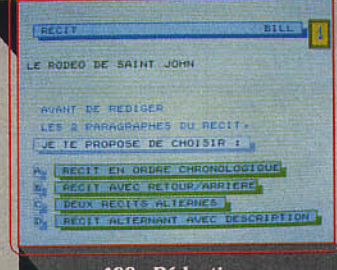 RECIT BILL 1
LE RODEO DE SAINT JOHN
AVANT DE REDIGER
LES 2 PARAGRAPHES DU RECIT,
JE TE PROPOSE DE CHOISIR :
A. RECIT EN ORDRE CHRONOLOGIQUE
B. RECIT AVEC RETOUR/ARRIERE
C. DEUX RECITS ALTERNES
D. RECIT ALTERNANT AVEC DESCRIPTION